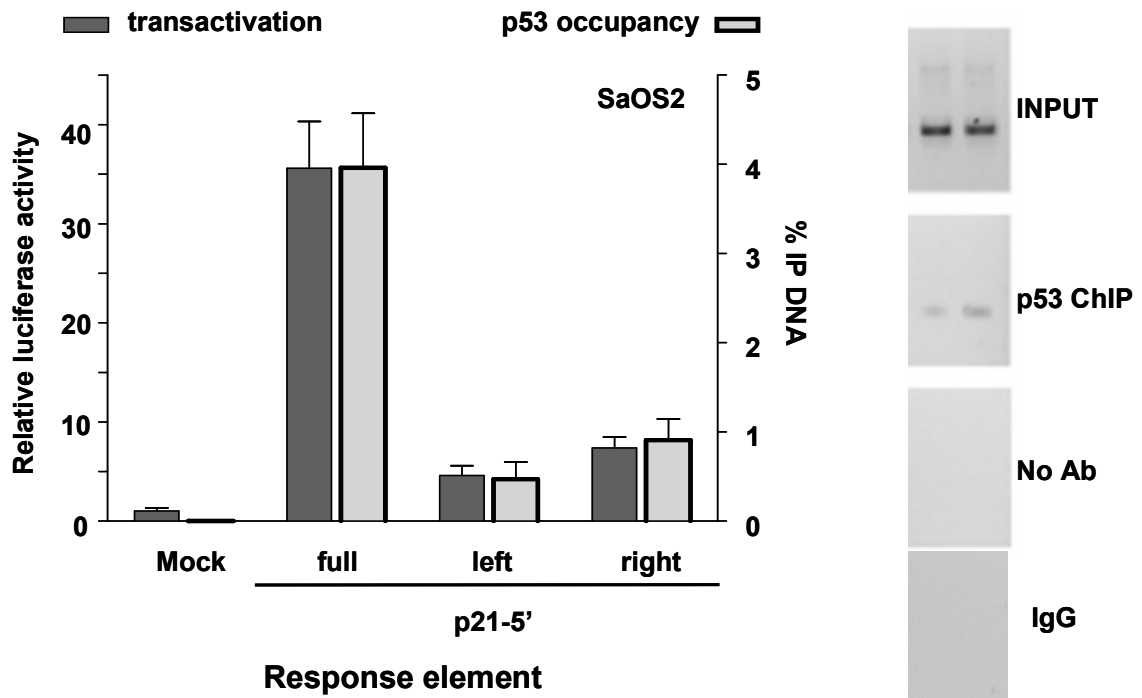 transactivation
p53 occupancy
SaOS2
Relative luciferase activity
40
30
20
10
0
5
4
3
2
1
0
% IP DNA
Mock
full
left
right
p21-5’
Response element
INPUT
p53 ChIP
No Ab
IgG